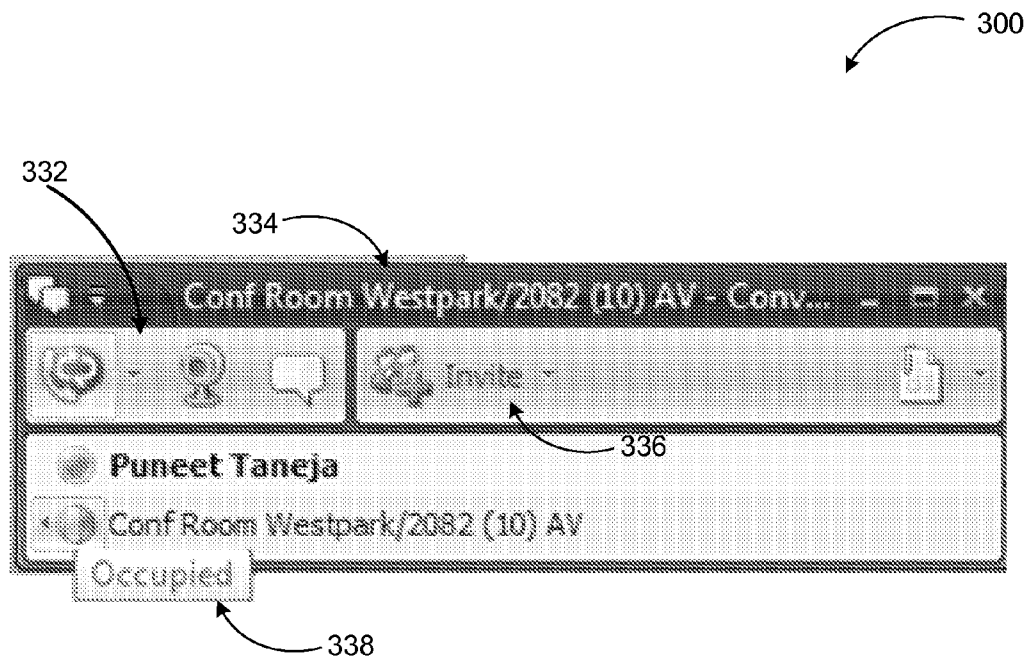 300
332
334
Conf Room Westpark/2082 (10) AV - Conv...
Invite
336
Puneet Taneja
Conf Room Westpark/2082 (10) AV
Occupied
338